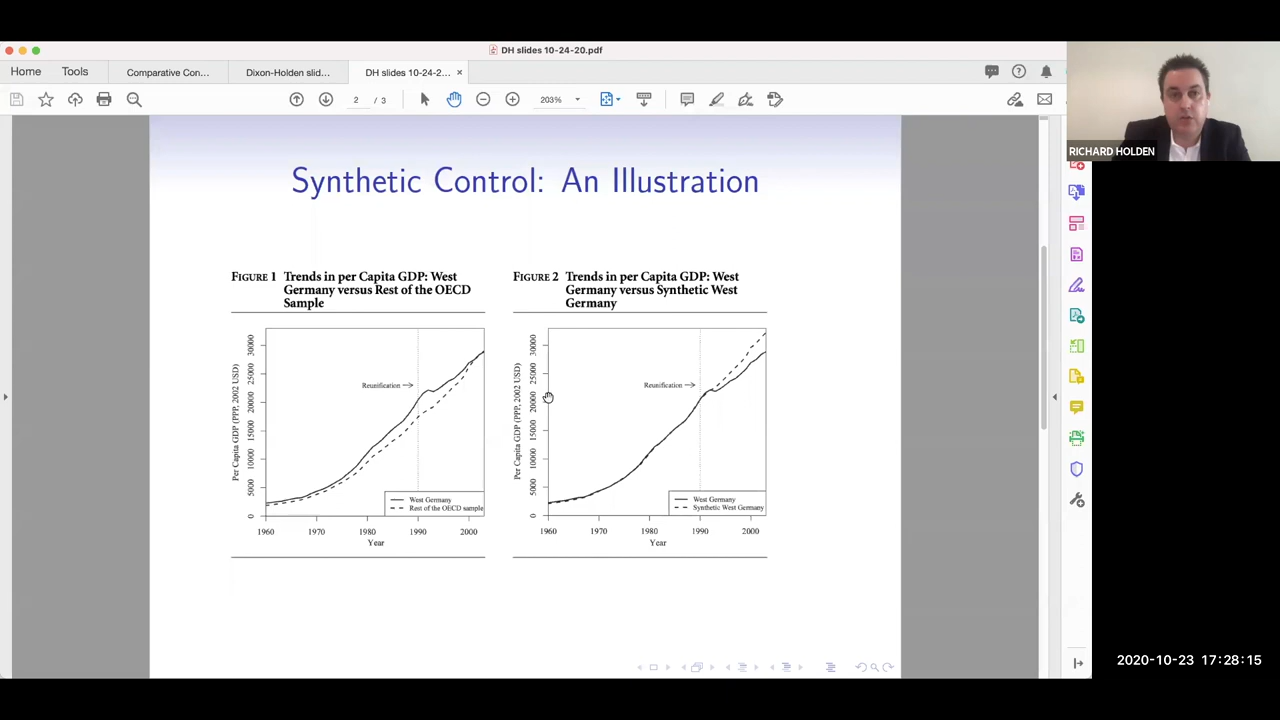 DH slides 10-24-20.pdf
Home Tools Comparative Con... Dixon-Holden slid... DH slides 10-24-2... ×
2 / 3 203%
RICHARD HOLDEN
Synthetic Control: An Illustration
FIGURE 1 Trends in per Capita GDP: West
Germany versus Rest of the OECD
Sample
Per Capita GDP (PPP, 2002 USD)
30000
25000
20000
15000
10000
5000
0
Reunification →
West Germany
Rest of the OECD sample
1960 1970 1980 1990 2000
Year
FIGURE 2 Trends in per Capita GDP: West
Germany versus Synthetic West
Germany
Per Capita GDP (PPP, 2002 USD)
30000
25000
20000
15000
10000
5000
0
Reunification →
West Germany
Synthetic West Germany
1960 1970 1980 1990 2000
Year
2020-10-23 17:28:15